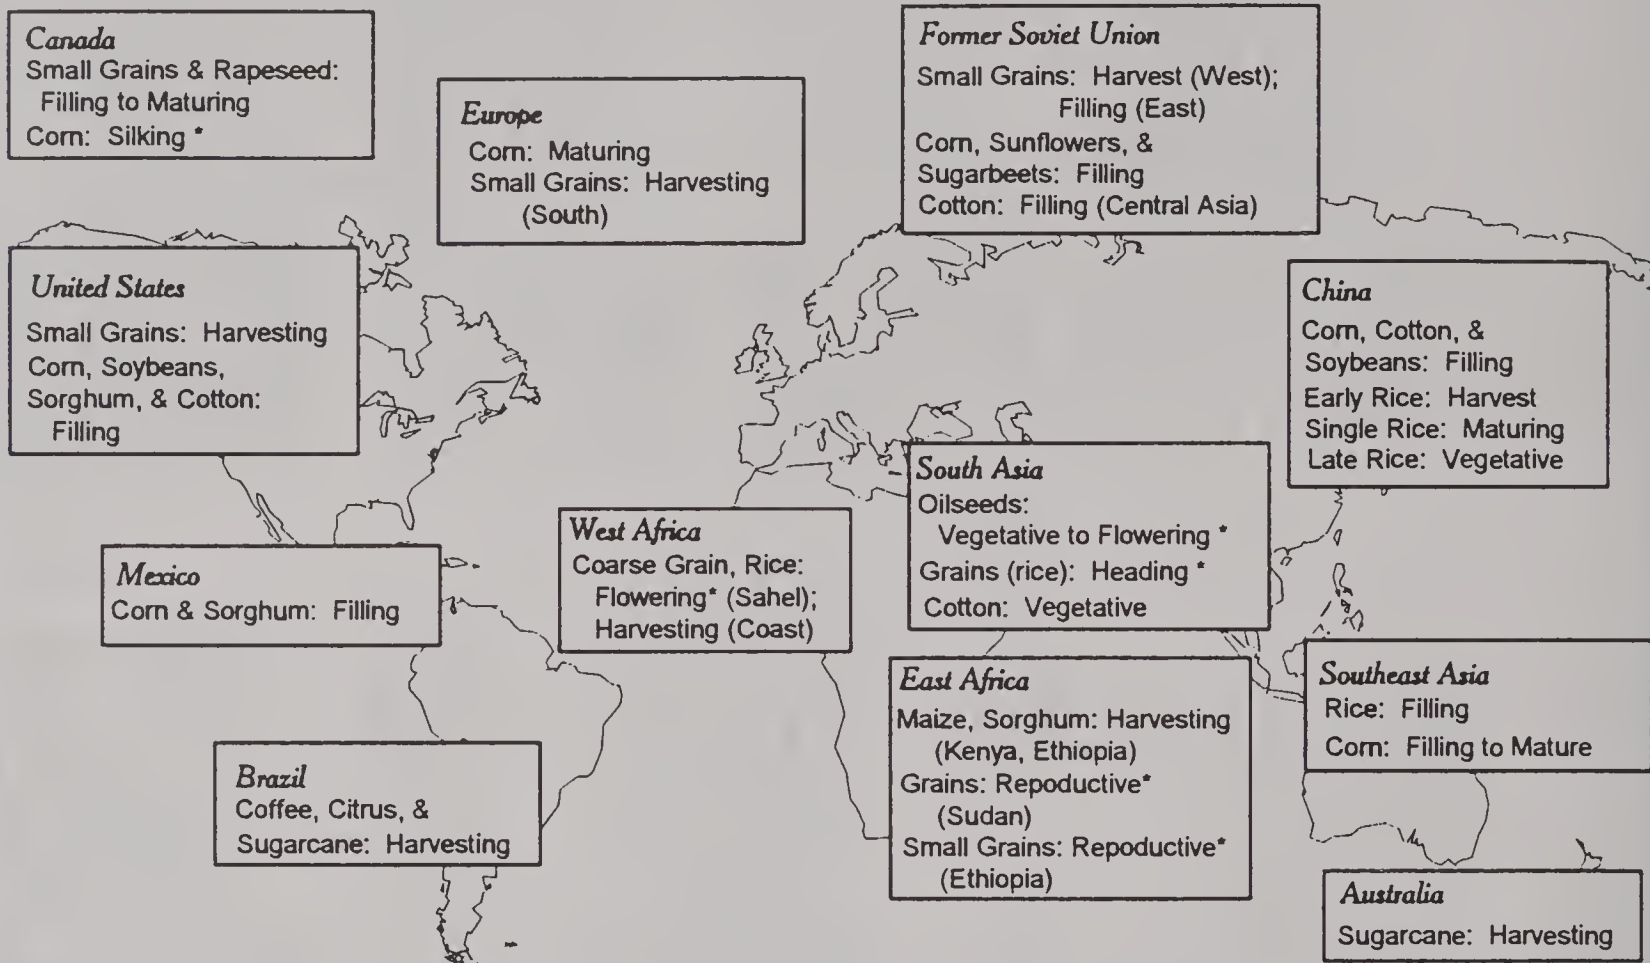 Canada
Small Grains & Rapeseed:
Filling to Maturing
Corn: Silking *
Europe
Corn: Maturing
Small Grains: Harvesting
(South)
Former Soviet Union
Small Grains: Harvest (West);
Filling (East)
Corn, Sunflowers, &
Sugarbeets: Filling
Cotton: Filling (Central Asia)
United States
Small Grains: Harvesting
Corn, Soybeans,
Sorghum, & Cotton:
Filling
China
Corn, Cotton, &
Soybeans: Filling
Early Rice: Harvest
Single Rice: Maturing
Late Rice: Vegetative
South Asia
Oilseeds:
Vegetative to Flowering *
Grains (rice): Heading *
Cotton: Vegetative
West Africa
Coarse Grain, Rice:
Flowering* (Sahel);
Harvesting (Coast)
Mexico
Corn & Sorghum: Filling
East Africa
Maize, Sorghum: Harvesting
(Kenya, Ethiopia)
Grains: Repoductive*
(Sudan)
Small Grains: Repoductive*
(Ethiopia)
Southeast Asia
Rice: Filling
Corn: Filling to Mature
Brazil
Coffee, Citrus, &
Sugarcane: Harvesting
Australia
Sugarcane: Harvesting